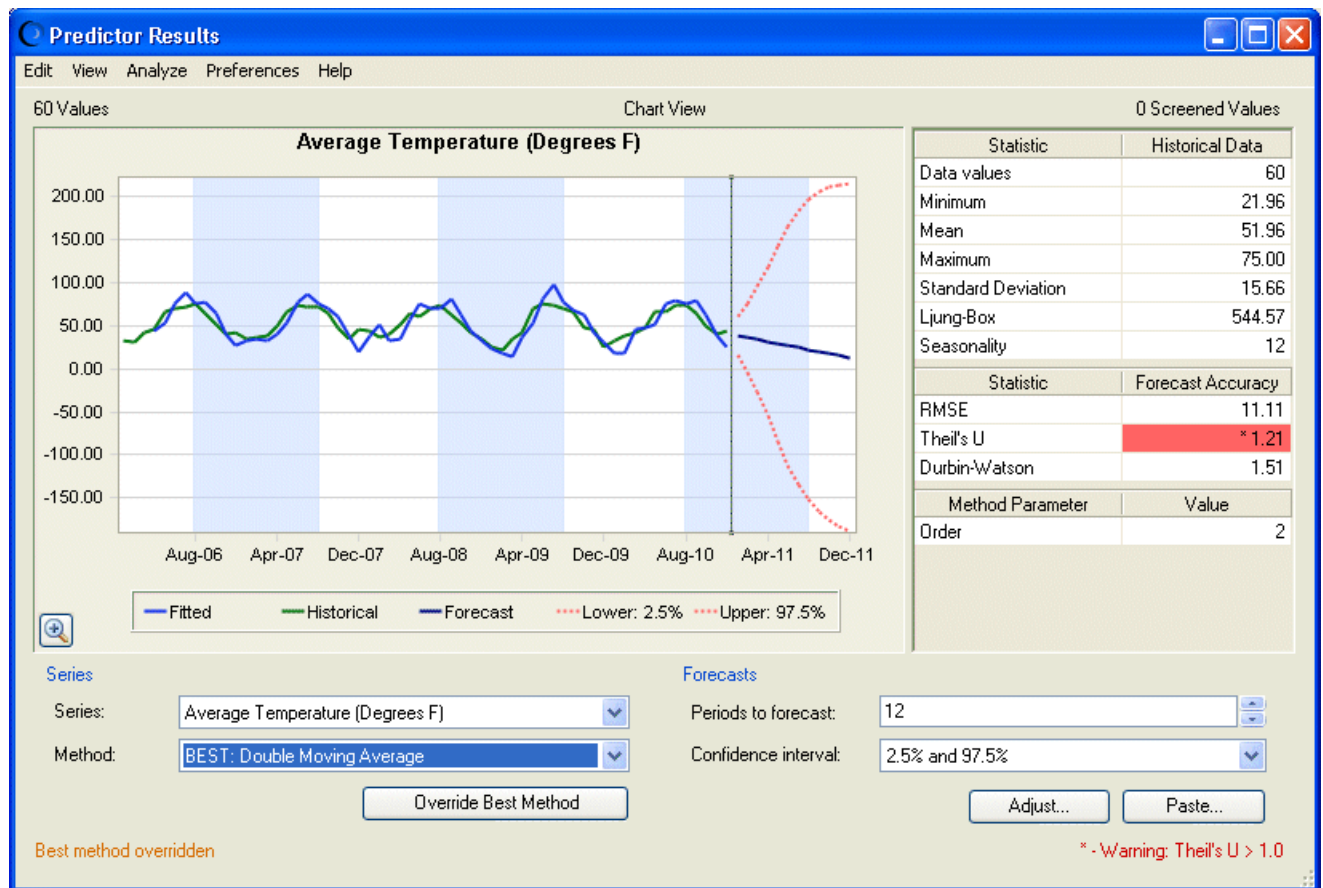 Predictor Results
Edit View Analyze Preferences Help
60 Values Chart View 0 Screened Values
Average Temperature (Degrees F)
200.00
150.00
100.00
50.00
0.00
-50.00
-100.00
-150.00
Aug-06 Apr-07 Dec-07 Aug-08 Apr-09 Dec-09 Aug-10 Apr-11 Dec-11
Fitted Historical Forecast Lower: 2.5% Upper: 97.5%
Statistic Historical Data
Data values 60
Minimum 21.96
Mean 51.96
Maximum 75.00
Standard Deviation 15.66
Ljung-Box 544.57
Seasonality 12
Statistic Forecast Accuracy
RMSE 11.11
Theil's U * 1.21
Durbin-Watson 1.51
Method Parameter Value
Order 2
Series
Series: Average Temperature (Degrees F)
Method: BEST: Double Moving Average
Override Best Method
Forecasts
Periods to forecast: 12
Confidence interval: 2.5% and 97.5%
Adjust... Paste...
Best method overridden
* - Warning: Theil's U > 1.0